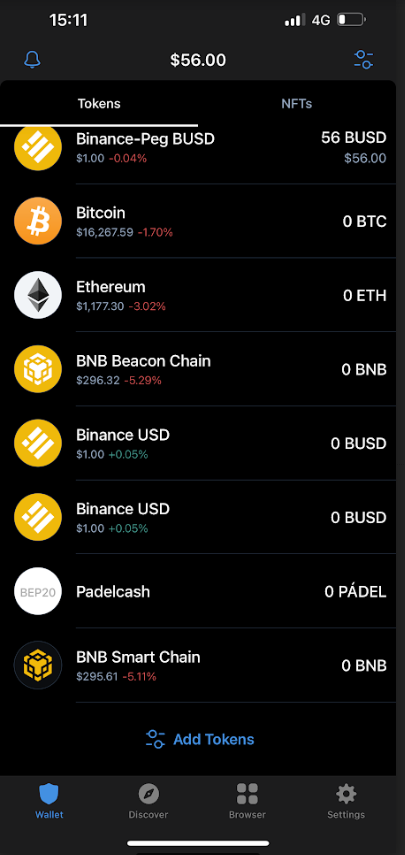 15:11
4G
$56.00
Tokens
NFTs
Binance-Peg BUSD
56 BUSD
$1.00 -0.04%
$56.00
Bitcoin
$16,267.59 -1.70%
0 BTC
Ethereum
$1,177.30 -3.02%
0 ETH
BNB Beacon Chain
$296.32 -5.29%
0 BNB
Binance USD
$1.00 +0.05%
0 BUSD
Binance USD
$1.00 +0.05%
0 BUSD
BEP20
Padelcash
0 PÁDEL
BNB Smart Chain
$295.61 -5.11%
0 BNB
Add Tokens
Wallet
Discover
Browser
Settings